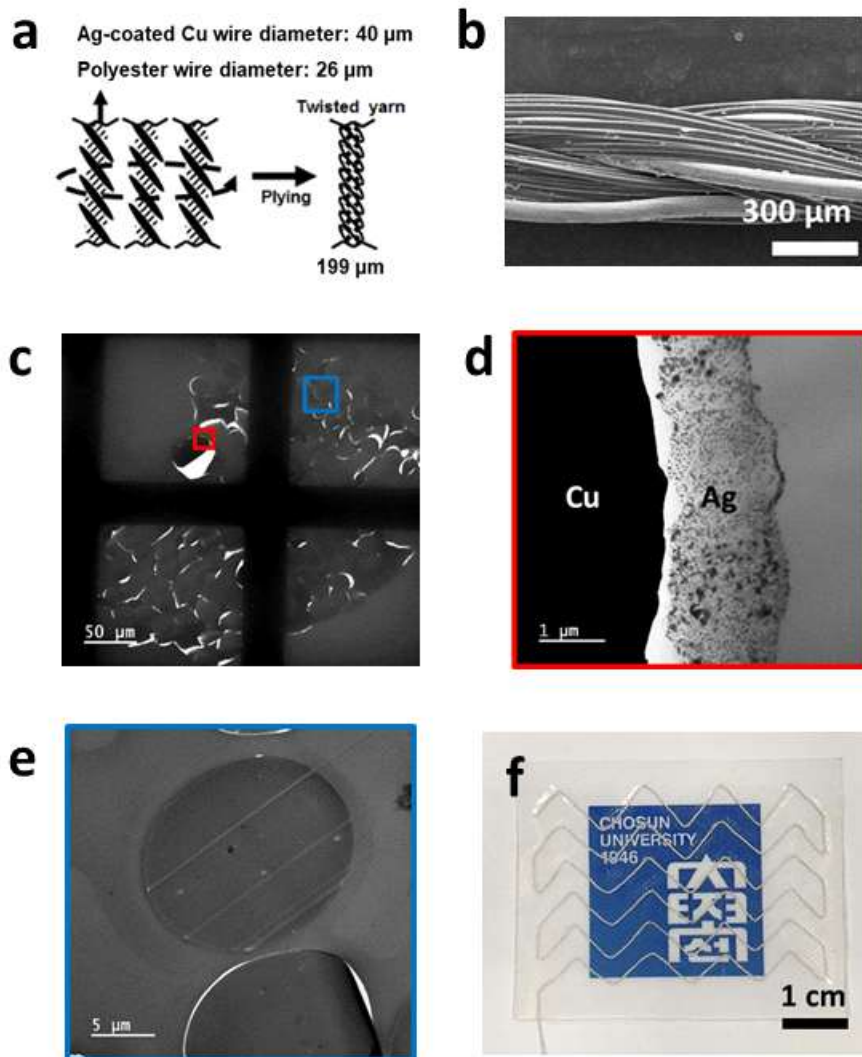 a
Ag-coated Cu wire diameter: 40 μm
Polyester wire diameter: 26 μm
Twisted yarn
Plying
199 μm
b
300 μm
c
50 μm
d
Cu
Ag
1 μm
e
5 μm
f
CHOSUN
UNIVERSITY
1946
1 cm